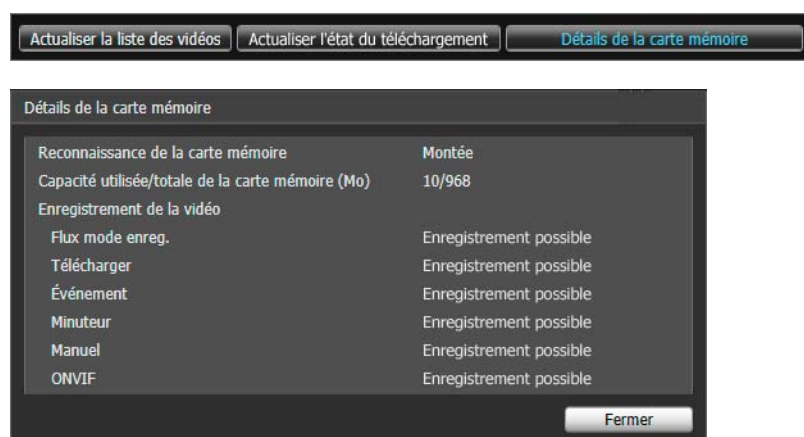 Actualiser la liste des vidéos Actualiser l'état du téléchargement Détails de la carte mémoire
Détails de la carte mémoire
Reconnaissance de la carte mémoire Montée
Capacité utilisée/totale de la carte mémoire (Mo) 10/968
Enregistrement de la vidéo
Flux mode enreg. Enregistrement possible
Télécharger Enregistrement possible
Événement Enregistrement possible
Minuteur Enregistrement possible
Manuel Enregistrement possible
ONVIF Enregistrement possible
Fermer